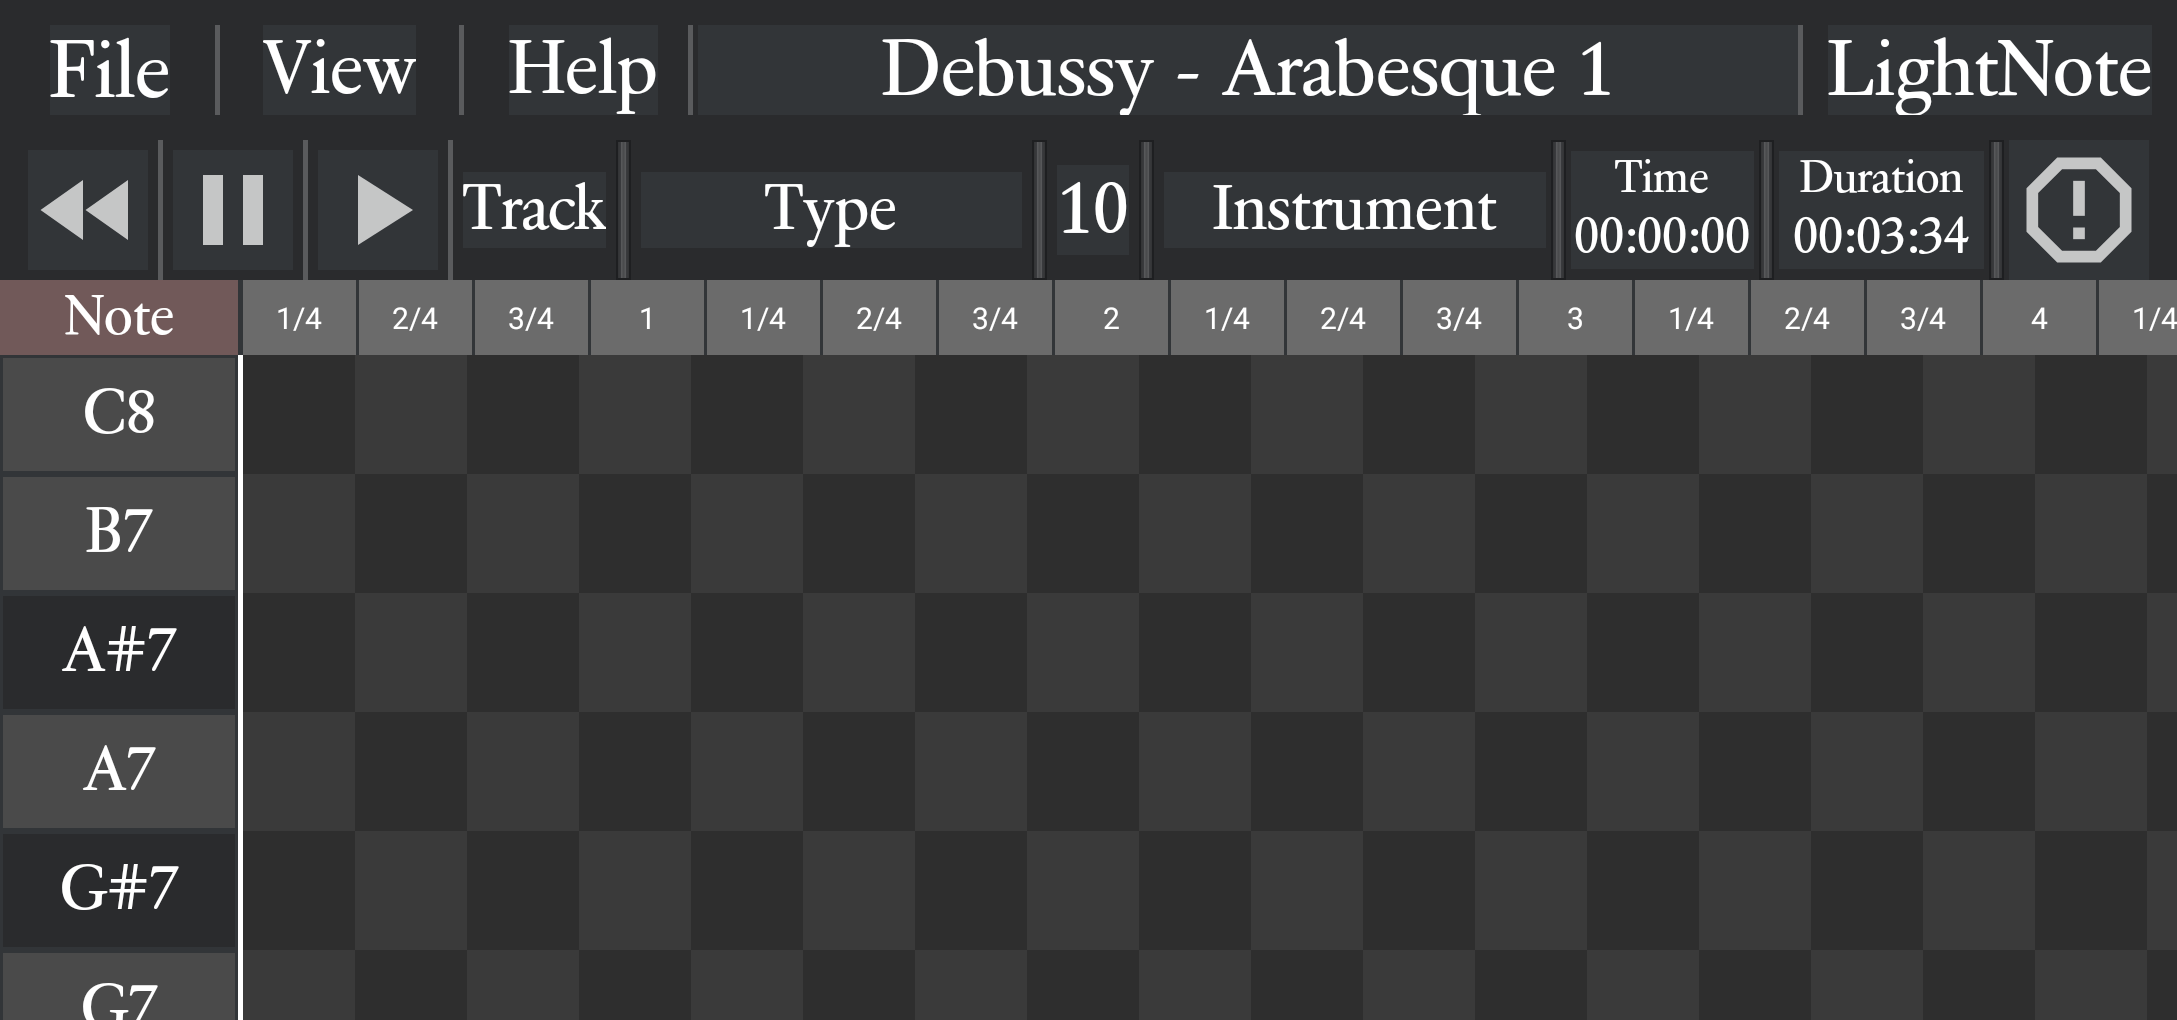 File View Help Debussy - Arabesque 1 LightNote
Track Type 10 Instrument Time Duration
00:00:00 00:03:34
Note 1/4 2/4 3/4 1 1/4 2/4 3/4 2 1/4 2/4 3/4 3 1/4 2/4 3/4 4 1/4
C8
B7
A#7
A7
G#7
G7